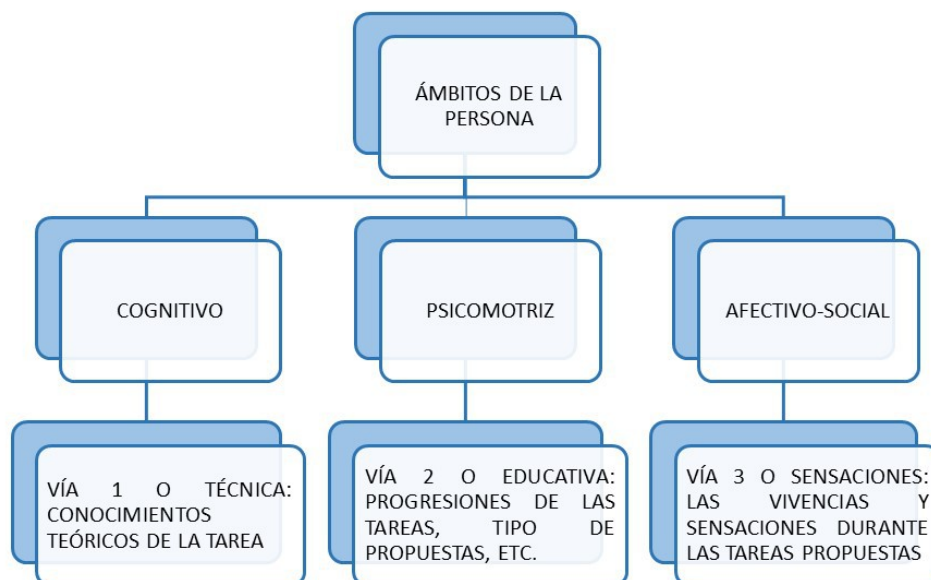 ÁMBITOS DE LA
PERSONA
COGNITIVO
PSICOMOTRIZ
AFECTIVO-SOCIAL
VÍA 1 O TÉCNICA:
CONOCIMIENTOS
TEÓRICOS DE LA TAREA
VÍA 2 O EDUCATIVA:
PROGRESIONES DE LAS
TAREAS, TIPO DE
PROPUESTAS, ETC.
VÍA 3 O SENSACIONES:
LAS VIVENCIAS Y
SENSACIONES DURANTE
LAS TAREAS PROPUESTAS